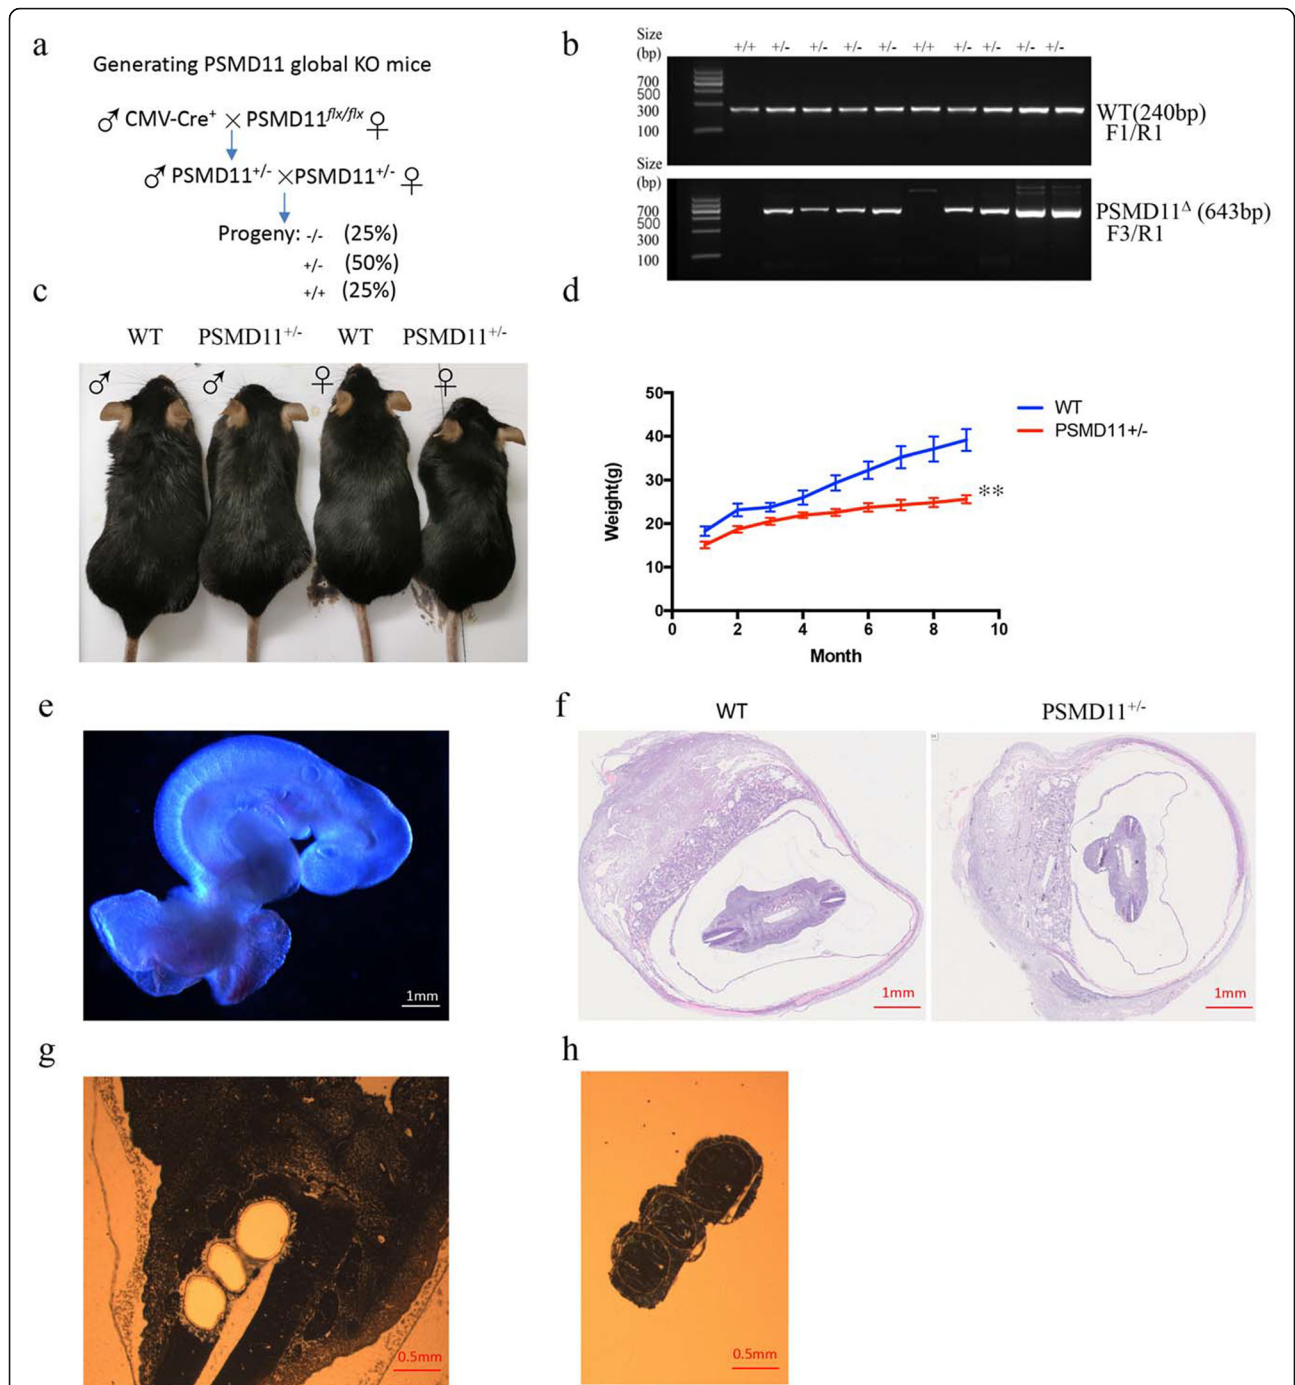 a
Generating PSMD11 global KO mice
♂ CMV-Cre⁺ × PSMD11^flx/flx ♀
♂ PSMD11⁺/⁻ ×PSMD11⁺/⁻ ♀
Progeny: -/- (25%)
+/- (50%)
+/+ (25%)
b
Size
(bp)
+/+ +/- +/- +/- +/- +/+ +/- +/- +/- +/-
700
500
300
100
WT(240bp)
F1/R1
Size
(bp)
700
500
300
100
PSMD11^Δ (643bp)
F3/R1
c
WT PSMD11⁺/⁻ WT PSMD11⁺/⁻
♂ ♂ ♀ ♀
d
50
40
30
20
10
0
Weight(g)
0 2 4 6 8 10
Month
WT
PSMD11+/-
**
e
1mm
f
WT PSMD11⁺/⁻
1mm 1mm
g
0.5mm
h
0.5mm